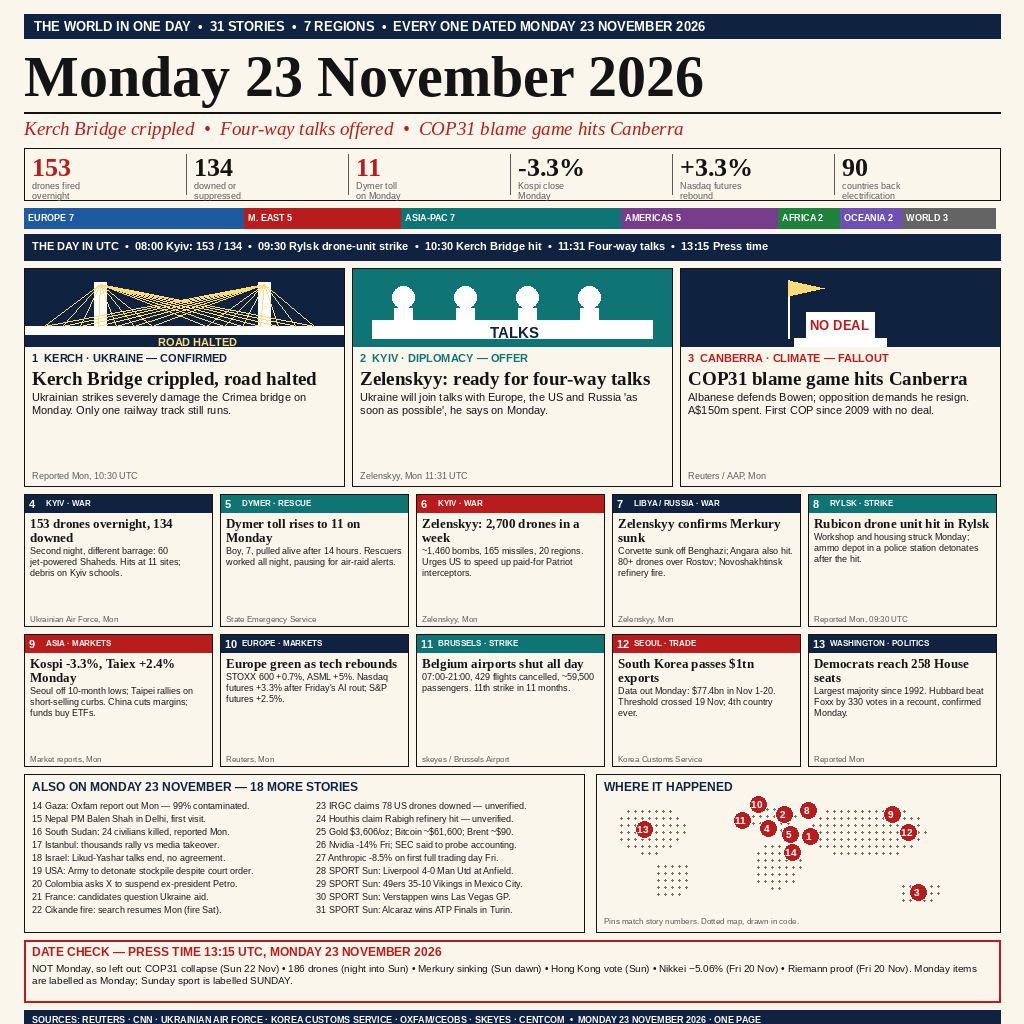 THE WORLD IN ONE DAY • 31 STORIES • 7 REGIONS • EVERY ONE DATED MONDAY 23 NOVEMBER 2026
Monday 23 November 2026
Kerch Bridge crippled • Four-way talks offered • COP31 blame game hits Canberra
153
drones fired
overnight
134
downed or
suppressed
11
Dymer toll
on Monday
-3.3%
Kospi close
Monday
+3.3%
Nasdaq futures
rebound
90
countries back
electrification
EUROPE 7
M. EAST 5
ASIA-PAC 7
AMERICAS 5
AFRICA 2
OCEANIA 2
WORLD 3
THE DAY IN UTC • 08:00 Kyiv: 153 / 134 • 09:30 Rylsk drone-unit strike • 10:30 Kerch Bridge hit • 11:31 Four-way talks • 13:15 Press time
ROAD HALTED
1 KERCH · UKRAINE — CONFIRMED
Kerch Bridge crippled, road halted
Ukrainian strikes severely damage the Crimea bridge on
Monday. Only one railway track still runs.
Reported Mon, 10:30 UTC
TALKS
2 KYIV · DIPLOMACY — OFFER
Zelenskyy: ready for four-way talks
Ukraine will join talks with Europe, the US and Russia 'as
soon as possible', he says on Monday.
Zelenskyy, Mon 11:31 UTC
NO DEAL
3 CANBERRA · CLIMATE — FALLOUT
COP31 blame game hits Canberra
Albanese defends Bowen; opposition demands he resign.
A$150m spent. First COP since 2009 with no deal.
Reuters / AAP, Mon
4 KYIV · WAR
153 drones overnight, 134
downed
Second night, different barrage: 60
jet-powered Shaheds. Hits at 11 sites;
debris on Kyiv schools.
Ukrainian Air Force, Mon
5 DYMER · RESCUE
Dymer toll rises to 11 on
Monday
Boy, 7, pulled alive after 14 hours. Rescuers
worked all night, pausing for air-raid alerts.
State Emergency Service
6 KYIV · WAR
Zelenskyy: 2,700 drones in a
week
~1,460 bombs, 165 missiles, 20 regions.
Urges US to speed up paid-for Patriot
interceptors.
Zelenskyy, Mon
7 LIBYA / RUSSIA · WAR
Zelenskyy confirms Merkury
sunk
Corvette sunk off Benghazi; Angara also hit.
80+ drones over Rostov; Novoshakhtinsk
refinery fire.
Zelenskyy, Mon
8 RYLSK · STRIKE
Rubicon drone unit hit in Rylsk
Workshop and housing struck Monday;
ammo depot in a police station detonates
after the hit.
Reported Mon, 09:30 UTC
9 ASIA · MARKETS
Kospi -3.3%, Taiex +2.4%
Monday
Seoul off 10-month lows; Taipei rallies on
short-selling curbs. China cuts margins;
funds buy ETFs.
Market reports, Mon
10 EUROPE · MARKETS
Europe green as tech rebounds
STOXX 600 +0.7%, ASML +5%. Nasdaq
futures +3.3% after Friday's AI rout; S&P
futures +2.5%.
Reuters, Mon
11 BRUSSELS · STRIKE
Belgium airports shut all day
07:00-21:00, 429 flights cancelled, ~59,500
passengers. 11th strike in 11 months.
skeyes / Brussels Airport
12 SEOUL · TRADE
South Korea passes $1tn
exports
Data out Monday: $77.4bn in Nov 1-20.
Threshold crossed 19 Nov; 4th country
ever.
Korea Customs Service
13 WASHINGTON · POLITICS
Democrats reach 258 House
seats
Largest majority since 1992. Hubbard beat
Foxx by 330 votes in a recount, confirmed
Monday.
Reported Mon
ALSO ON MONDAY 23 NOVEMBER — 18 MORE STORIES
14 Gaza: Oxfam report out Mon — 99% contaminated.
15 Nepal PM Balen Shah in Delhi, first visit.
16 South Sudan: 24 civilians killed, reported Mon.
17 Istanbul: thousands rally vs media takeover.
18 Israel: Likud-Yashar talks end, no agreement.
19 USA: Army to denotate stockpile despite court order.
20 Colombia asks X to suspend ex-president Petro.
21 France: candidates question Ukraine aid.
22 Cikande fire: search resumes Mon (fire Sat).
23 IRGC claims 78 US drones downed — unverified.
24 Houthis claim Rabigh refinery hit — unverified.
25 Gold $3,606/oz; Bitcoin ~$61,600; Brent ~$90.
26 Nvidia -14% Fri; SEC said to probe accounting.
27 Anthropic -8.5% on first full trading day Fri.
28 SPORT Sun: Liverpool 4-0 Man Utd at Anfield.
29 SPORT Sun: 49ers 35-10 Vikings in Mexico City.
30 SPORT Sun: Verstappen wins Las Vegas GP.
31 SPORT Sun: Alcaraz wins ATP Finals in Turin.
WHERE IT HAPPENED
10
2
8
11
4
5
1
9
12
13
14
3
Pins match story numbers. Dotted map, drawn in code.
DATE CHECK — PRESS TIME 13:15 UTC, MONDAY 23 NOVEMBER 2026
NOT Monday, so left out: COP31 collapse (Sun 22 Nov) • 186 drones (night into Sun) • Merkury sinking (Sun dawn) • Hong Kong vote (Sun) • Nikkei −5.06% (Fri 20 Nov) • Riemann proof (Fri 20 Nov). Monday items
are labelled as Monday; Sunday sport is labelled SUNDAY.
SOURCES: REUTERS · CNN · UKRAINIAN AIR FORCE · KOREA CUSTOMS SERVICE · OXFAM/CEOBS · SKEYES · CENTCOM • MONDAY 23 NOVEMBER 2026 · ONE PAGE